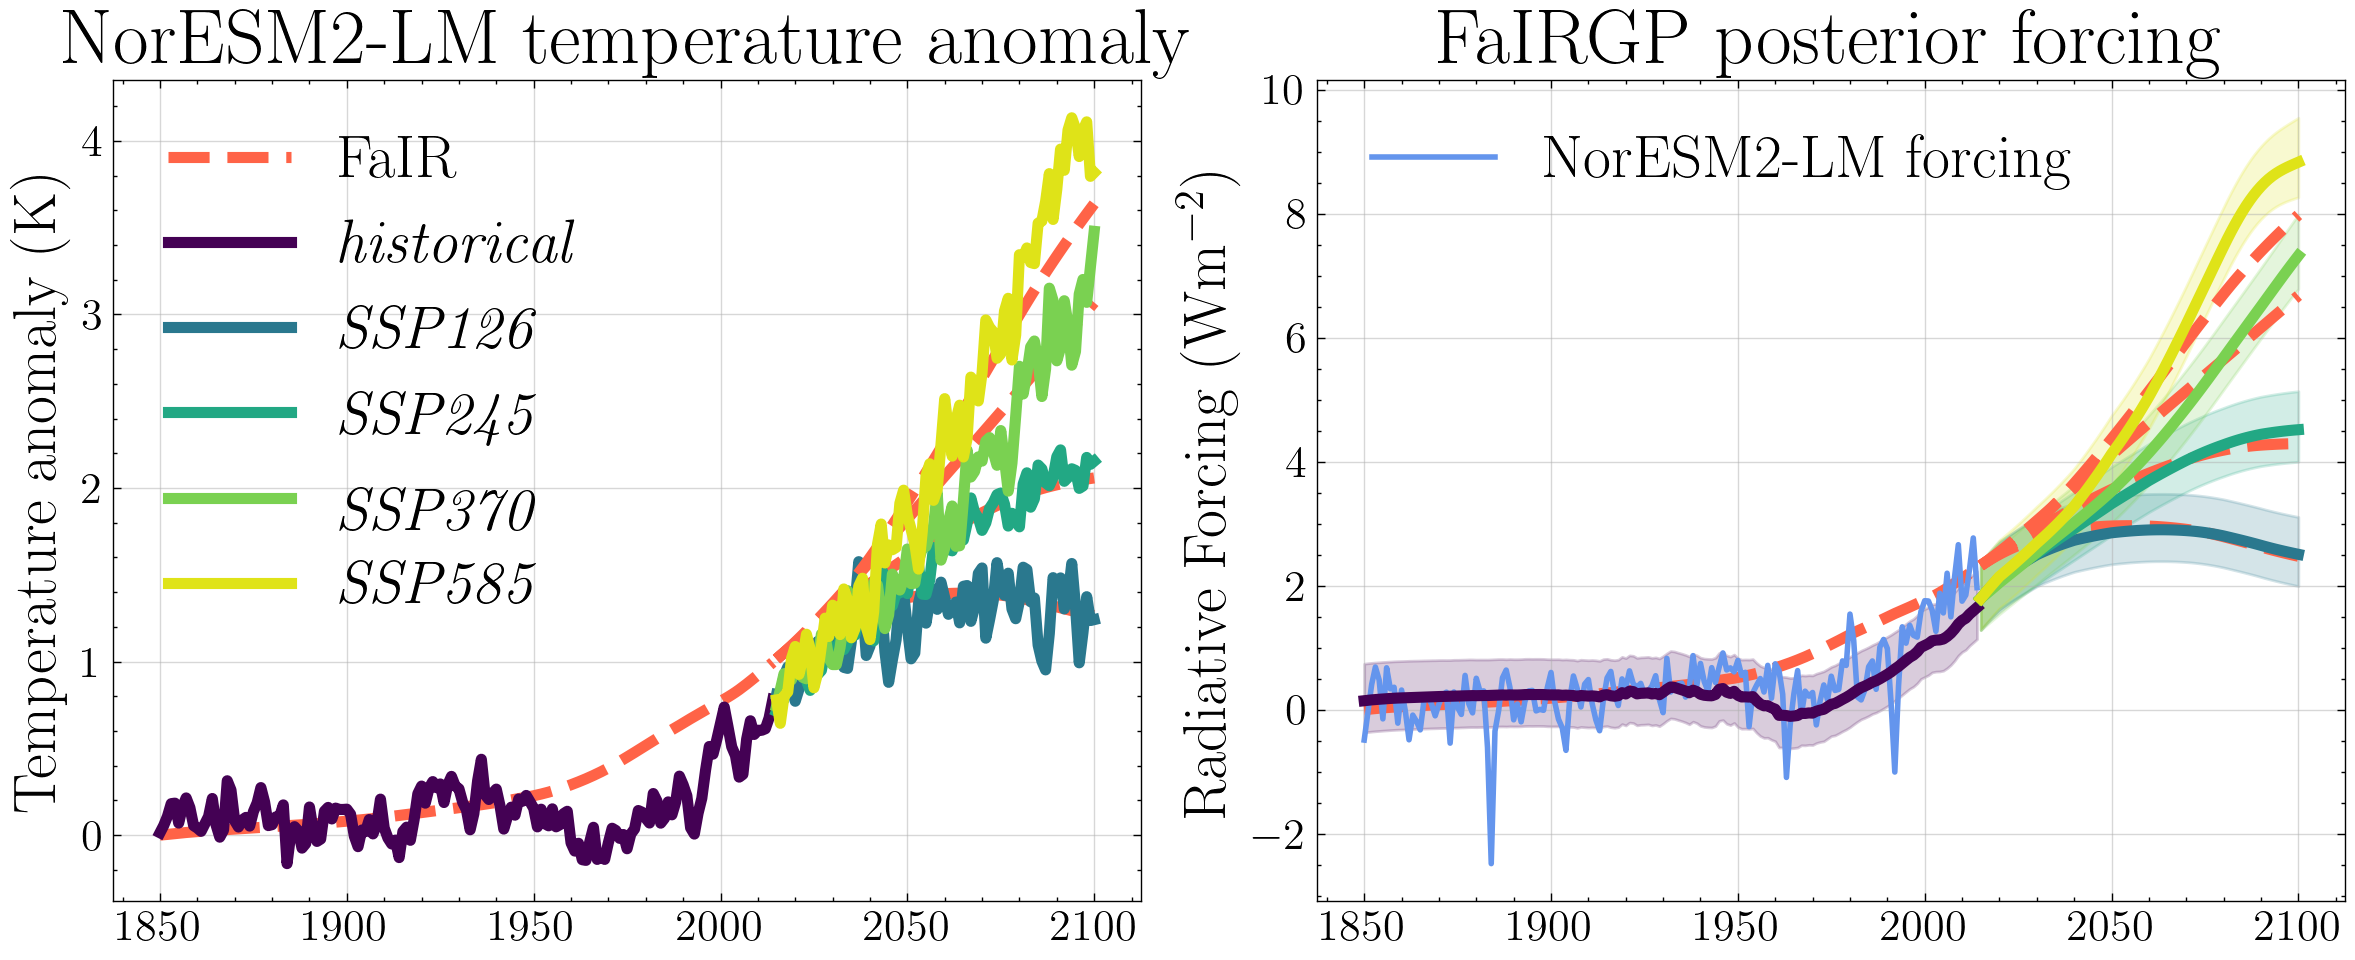 NorESM2-LM temperature anomaly
Temperature anomaly (K)
4
3
2
1
0
FaIR
historical
SSP126
SSP245
SSP370
SSP585
1850 1900 1950 2000 2050 2100
FaIRGP posterior forcing
Radiative Forcing (Wm⁻²)
10
8
6
4
2
0
−2
NorESM2-LM forcing
1850 1900 1950 2000 2050 2100